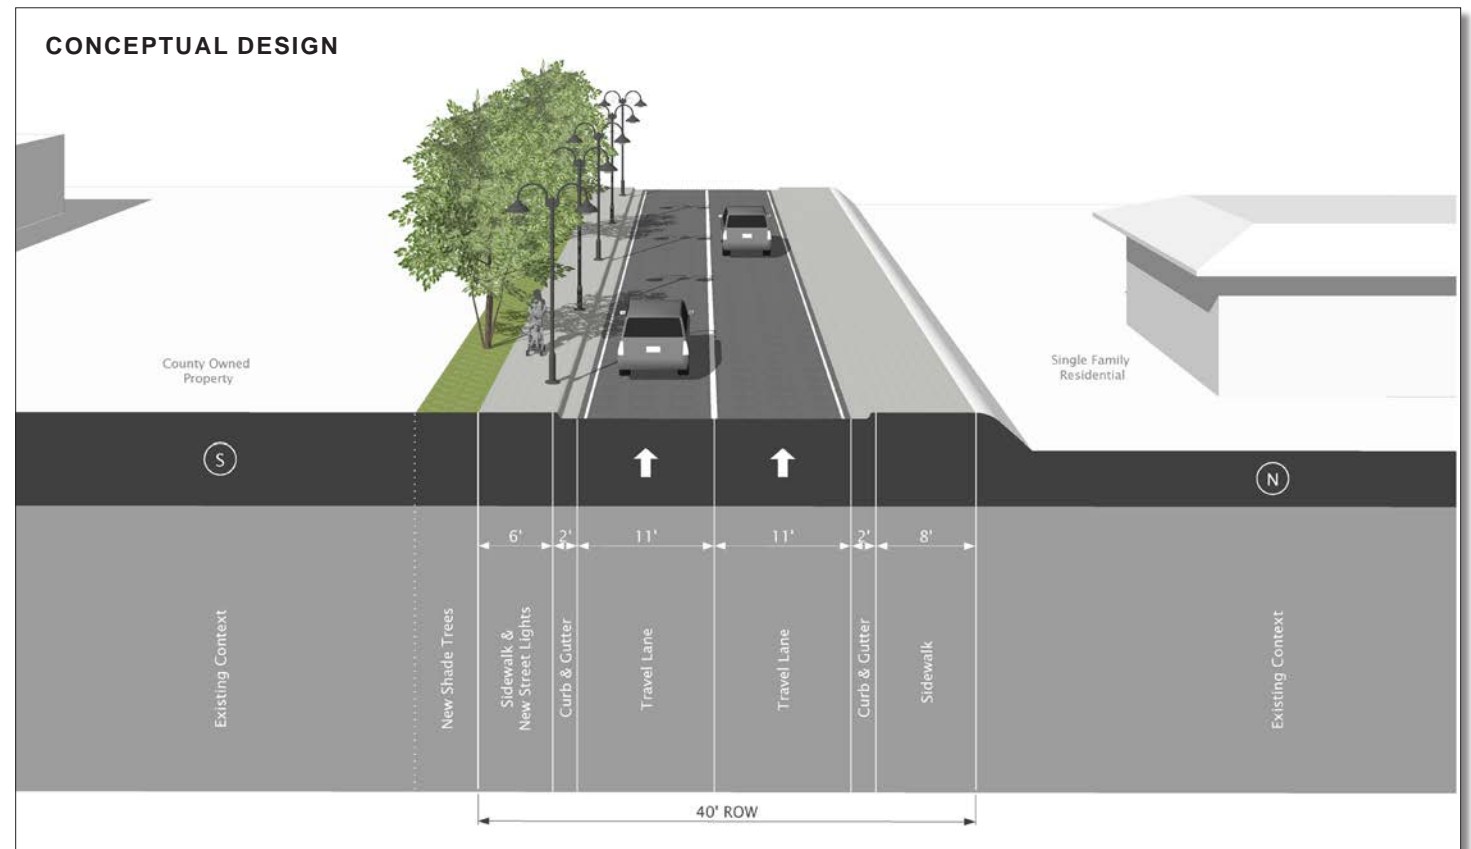 CONCEPTUAL DESIGN
County Owned
Property
Single Family
Residential
S
N
6'
2'
11'
11'
2'
8'
Existing Context
New Shade Trees
Sidewalk &
New Street Lights
Curb & Gutter
Travel Lane
Travel Lane
Curb & Gutter
Sidewalk
Existing Context
40' ROW